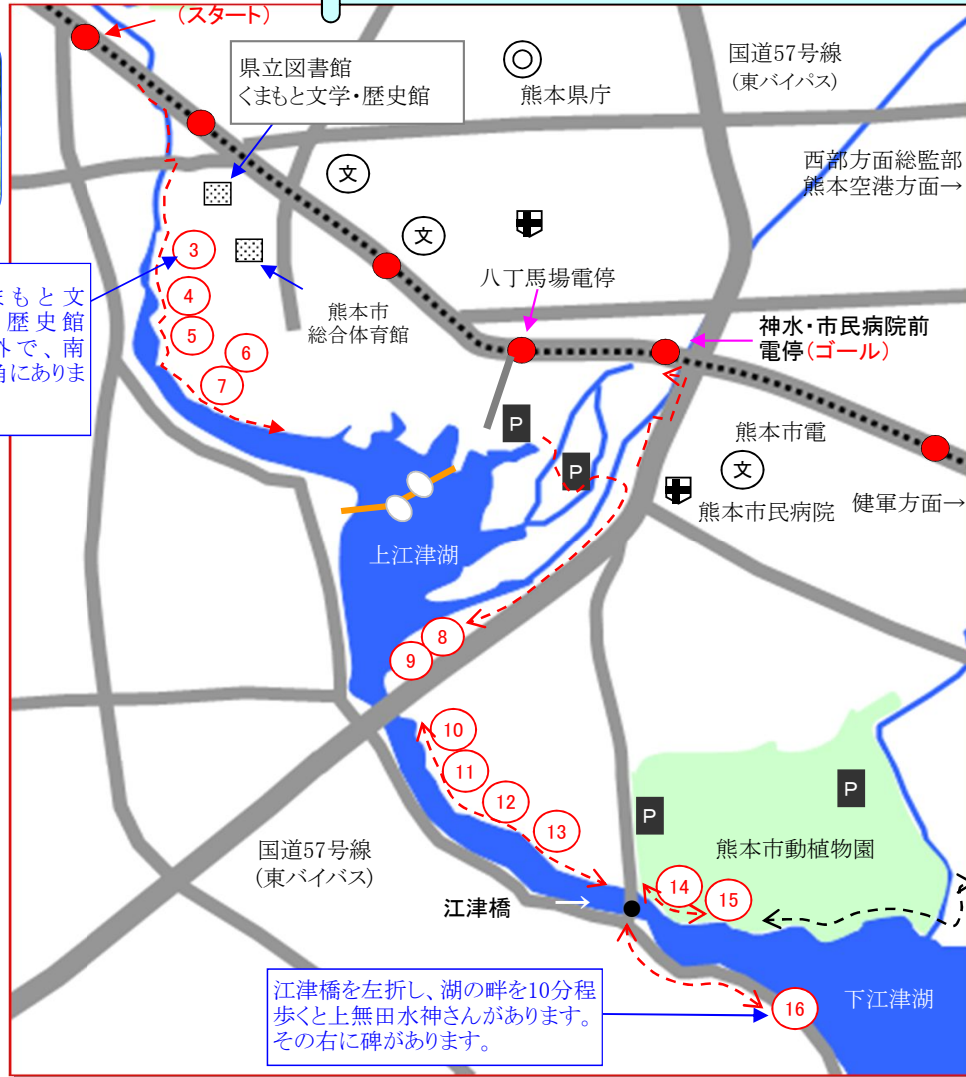 (スタート)
県立図書館
くまもと文学・歴史館
熊本県庁
国道57号線
(東バイパス)
文
西部方面総監部
熊本空港方面→
文
3
八丁馬場電停
まもと文
歴史館
外で、南
角にありま
4
熊本市
総合体育館
5
6
7
神水・市民病院前
電停(ゴール)
P
P
熊本市電
文
熊本市民病院
健軍方面→
上江津湖
8
9
10
11
12
13
P
P
国道57号線
(東バイバス)
熊本市動植物園
14
15
江津橋
→
江津橋を左折し、湖の畔を10分程
歩くと上無田水神さんがあります。
その右に碑があります。
16
下江津湖